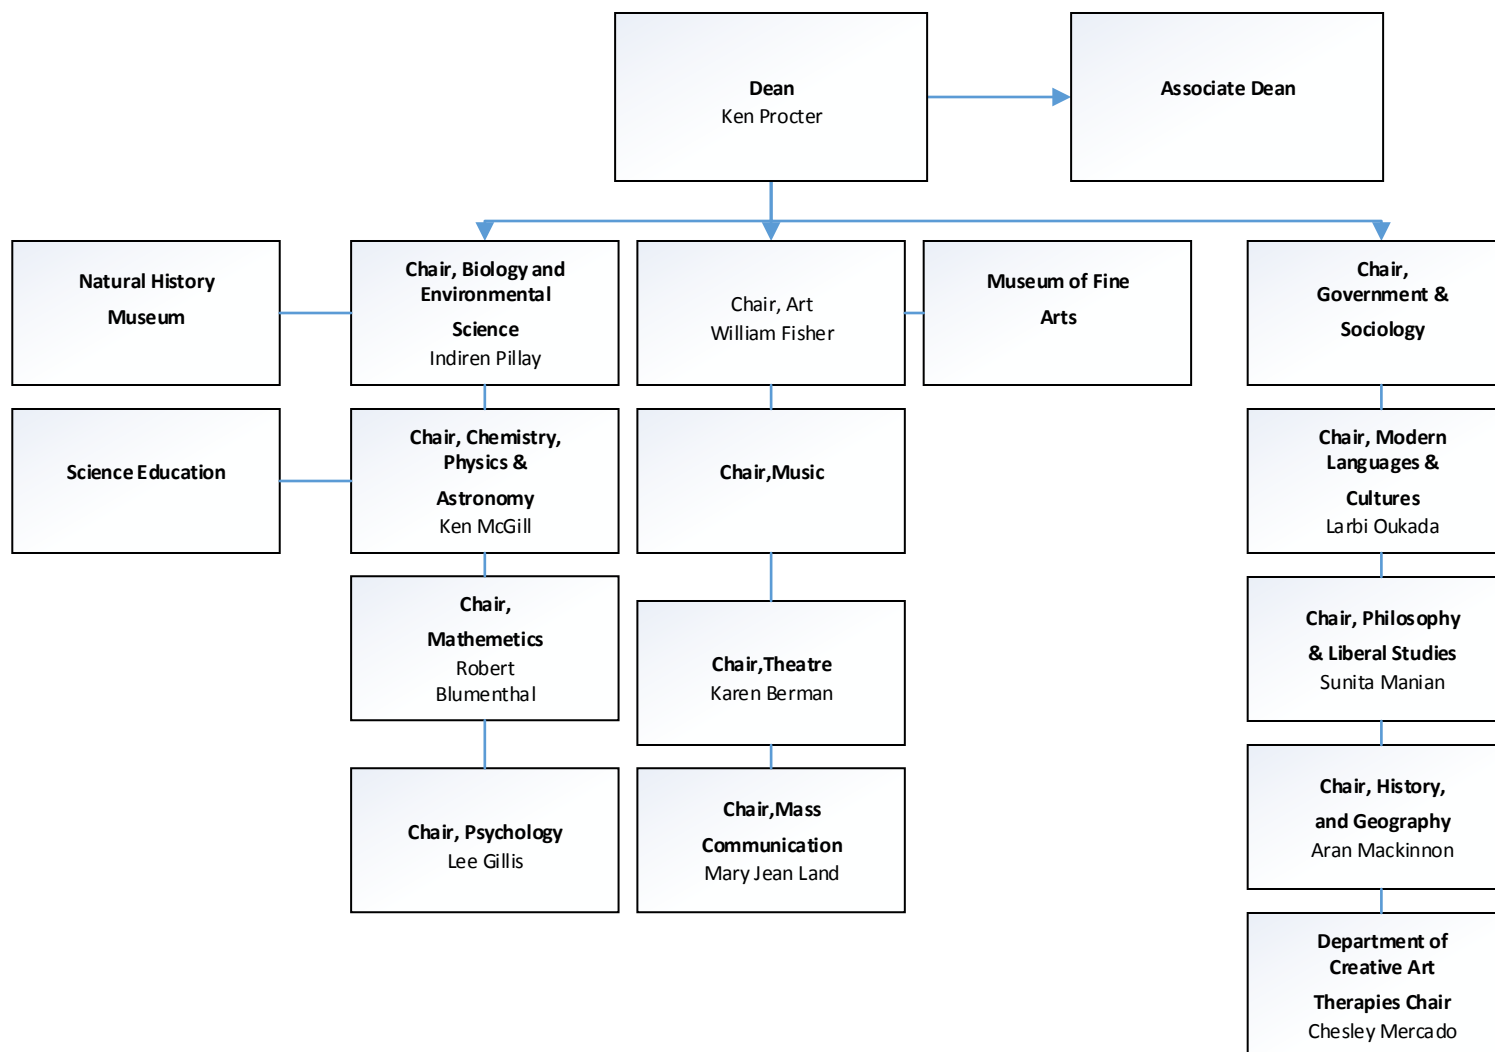 Dean
Ken Procter
Associate Dean
Natural History
Museum
Chair, Biology and
Environmental
Science
Indiren Pillay
Chair, Art
William Fisher
Museum of Fine
Arts
Chair,
Government &
Sociology
Science Education
Chair, Chemistry,
Physics &
Astronomy
Ken McGill
Chair,Music
Chair, Modern
Languages &
Cultures
Larbi Oukada
Chair,
Mathemetics
Robert
Blumenthal
Chair,Theatre
Karen Berman
Chair, Philosophy
& Liberal Studies
Sunita Manian
Chair, Psychology
Lee Gillis
Chair,Mass
Communication
Mary Jean Land
Chair, History,
and Geography
Aran Mackinnon
Department of
Creative Art
Therapies Chair
Chesley Mercado